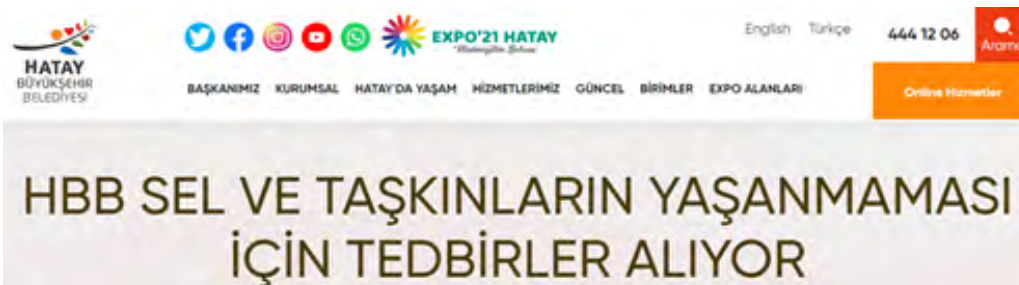 EXPO'21 HATAY
English Türkçe
444 12 06
Arama
HATAY
BÜYÜKŞEHİR
BELEDİYESİ
BAŞKANIMIZ KURUMSAL HATAY'DA YAŞAM HİZMETLERİMİZ GÜNCEL BİRİMLER EXPO ALANLARI
Online Hizmetler
HBB SEL VE TAŞKINLARIN YAŞANMAMASI
İÇİN TEDBİRLER ALIYOR